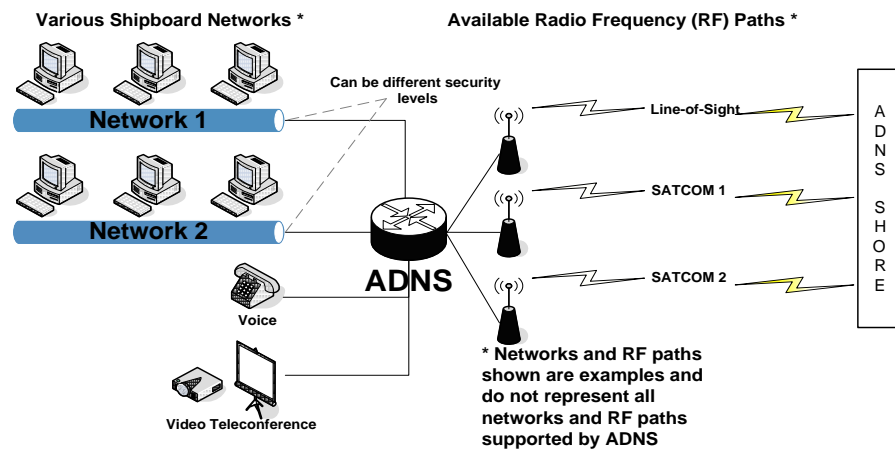 Various Shipboard Networks *
Available Radio Frequency (RF) Paths *
Can be different security
levels
Network 1
Network 2
ADNS
Voice
Video Teleconference
Line-of-Sight
SATCOM 1
SATCOM 2
A
D
N
S
S
H
O
R
E
* Networks and RF paths
shown are examples and
do not represent all
networks and RF paths
supported by ADNS